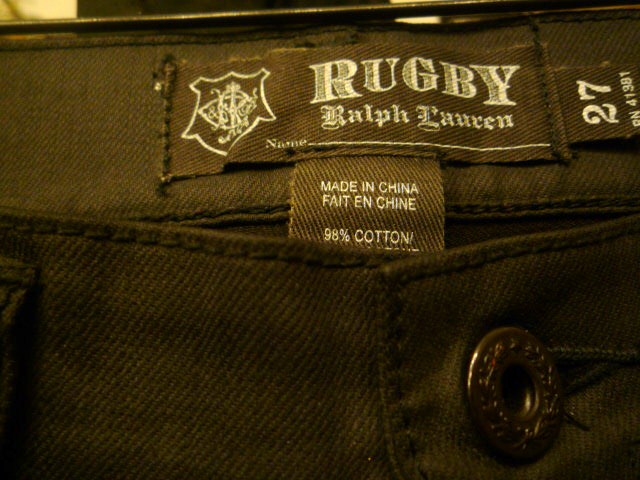 RUGBY
Ralph Lauren
Name
27
RN 41381
MADE IN CHINA
FAIT EN CHINE
98% COTTON/